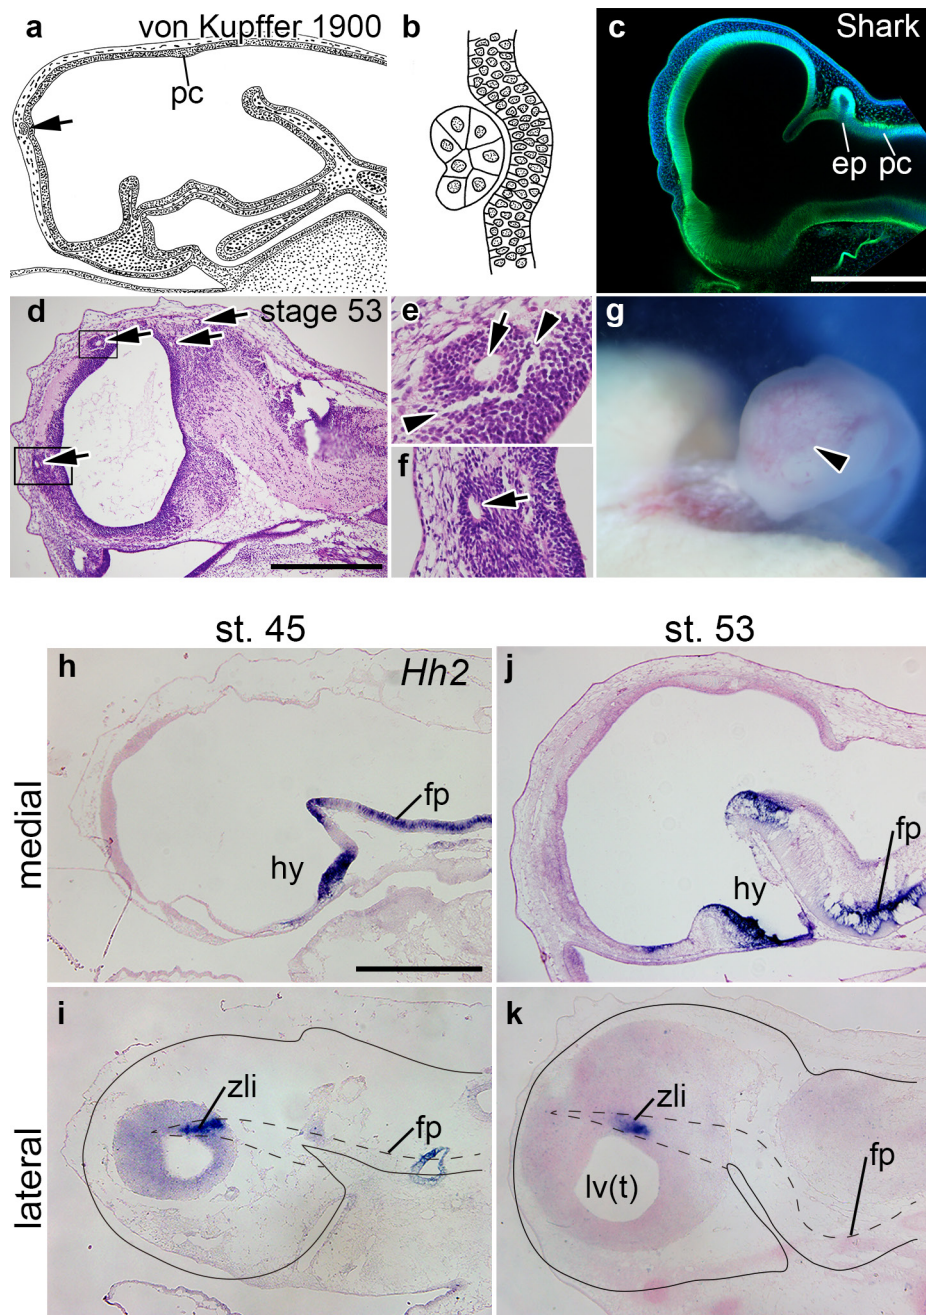 a von Kupffer 1900
pc
b
c Shark
ep pc
d stage 53
e
f
g
st. 45
st. 53
h Hh2
fp
hy
medial
j
hy
fp
i
zli
fp
lateral
k
zli
lv(t)
fp